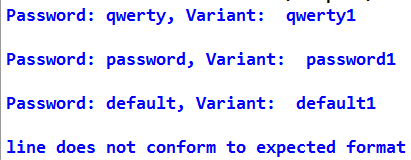 Password: qwerty, Variant:  qwerty1
Password: password, Variant:  password1
Password: default, Variant:  default1
line does not conform to expected format